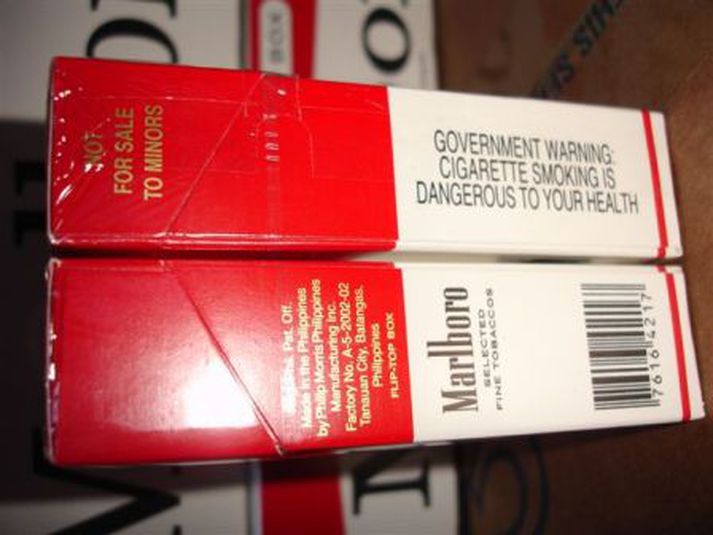 NOT
FOR SALE
TO MINORS
GOVERNMENT WARNING:
CIGARETTE SMOKING IS
DANGEROUS TO YOUR HEALTH
Pat. Off.
Made in the Philippines
by Philip Morris Philippines
Manufacturing Inc.
Factory No. A-5-2002-02
Tanauan City, Batangas,
Philippines
FLIP-TOP BOX
Marlboro
SELECTED
FINE TOBACCOS
76164217
BOX